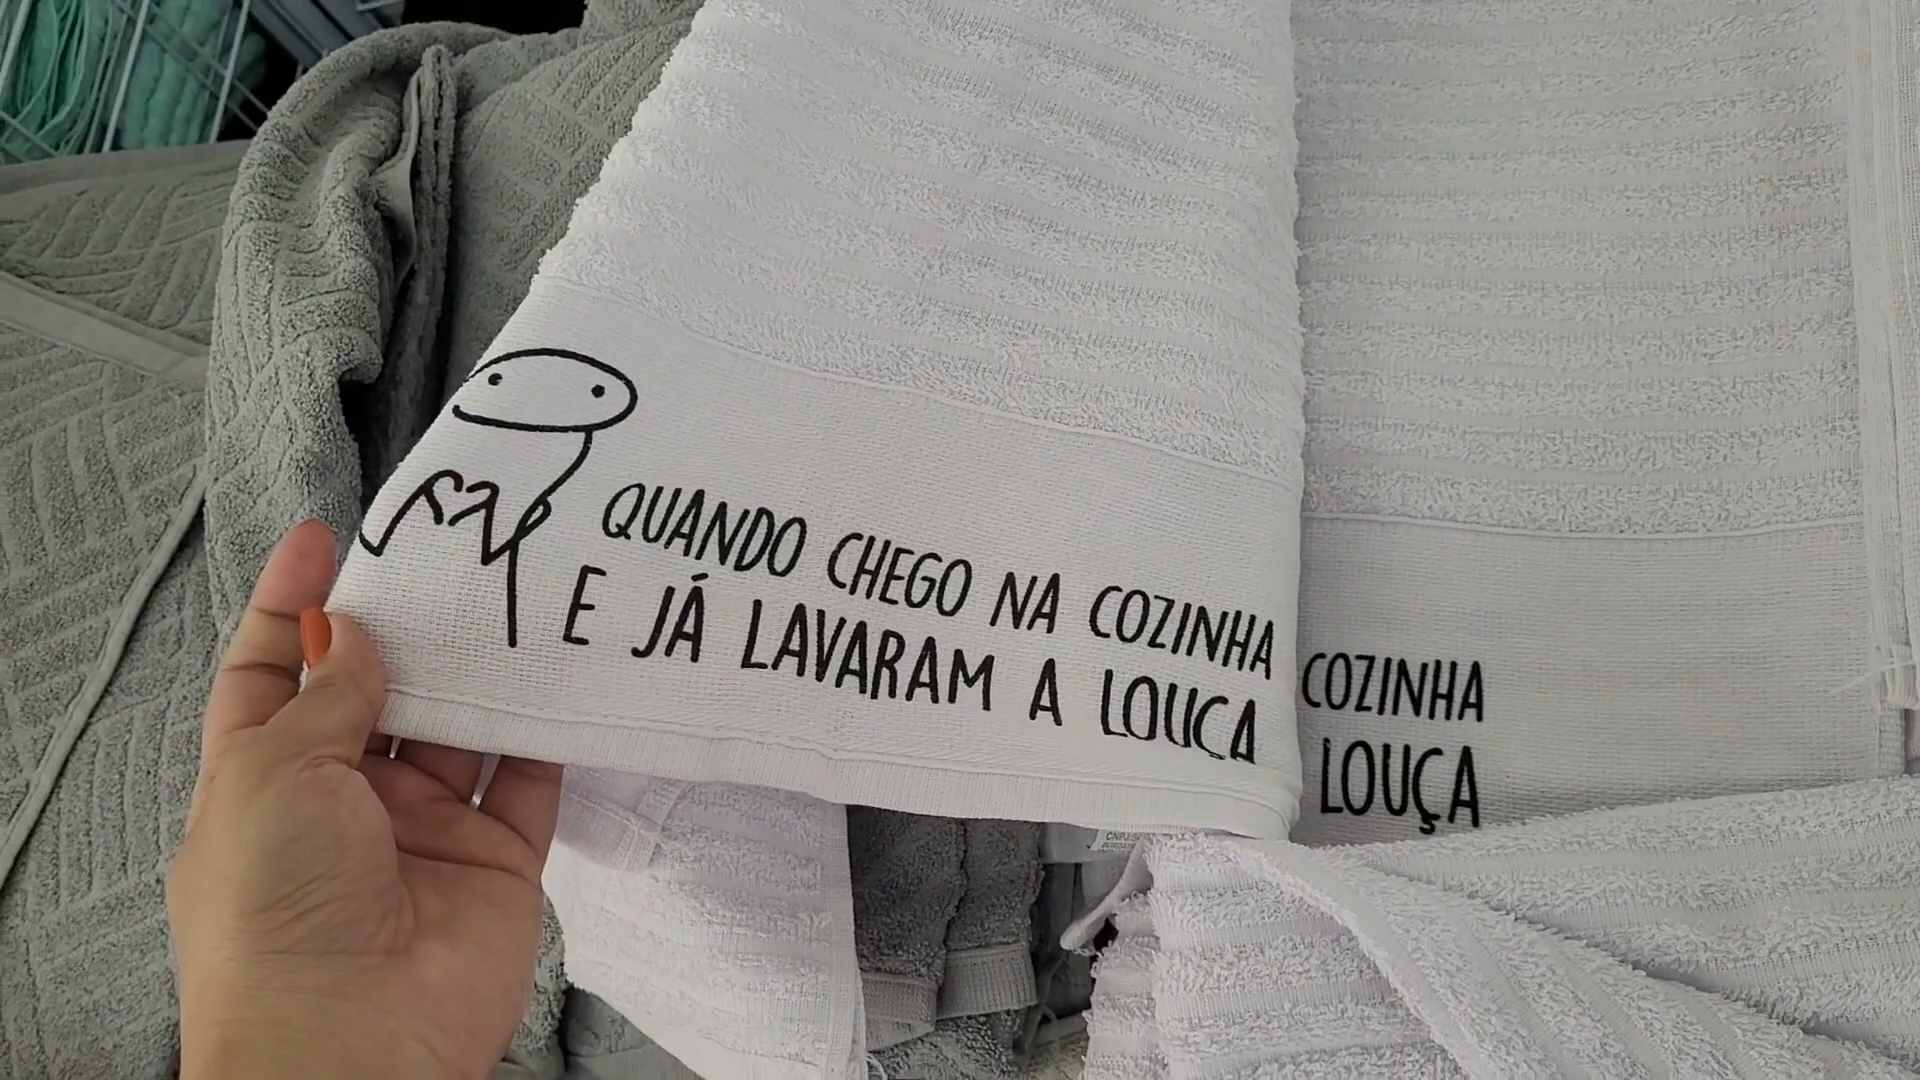 QUANDO CHEGO NA COZINHA
E JÁ LAVARAM A LOUÇA
COZINHA
LOUÇA